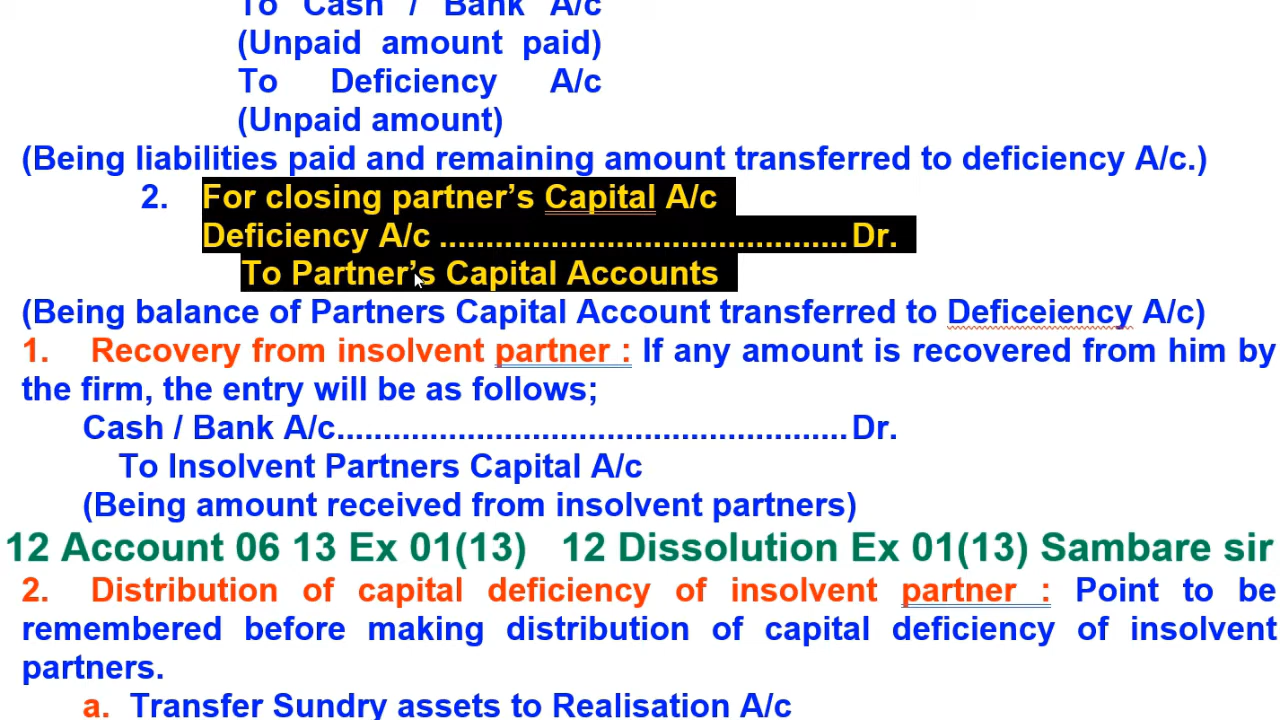 To Cash / Bank A/c
(Unpaid amount paid)
To Deficiency A/c
(Unpaid amount)
(Being liabilities paid and remaining amount transferred to deficiency A/c.)
2. For closing partner’s Capital A/c
Deficiency A/c ............................................Dr.
To Partner’s Capital Accounts
(Being balance of Partners Capital Account transferred to Deficeiency A/c)
1. Recovery from insolvent partner : If any amount is recovered from him by
the firm, the entry will be as follows;
Cash / Bank A/c.......................................................Dr.
To Insolvent Partners Capital A/c
(Being amount received from insolvent partners)
12 Account 06 13 Ex 01(13) 12 Dissolution Ex 01(13) Sambare sir
2. Distribution of capital deficiency of insolvent partner : Point to be
remembered before making distribution of capital deficiency of insolvent
partners.
a. Transfer Sundry assets to Realisation A/c